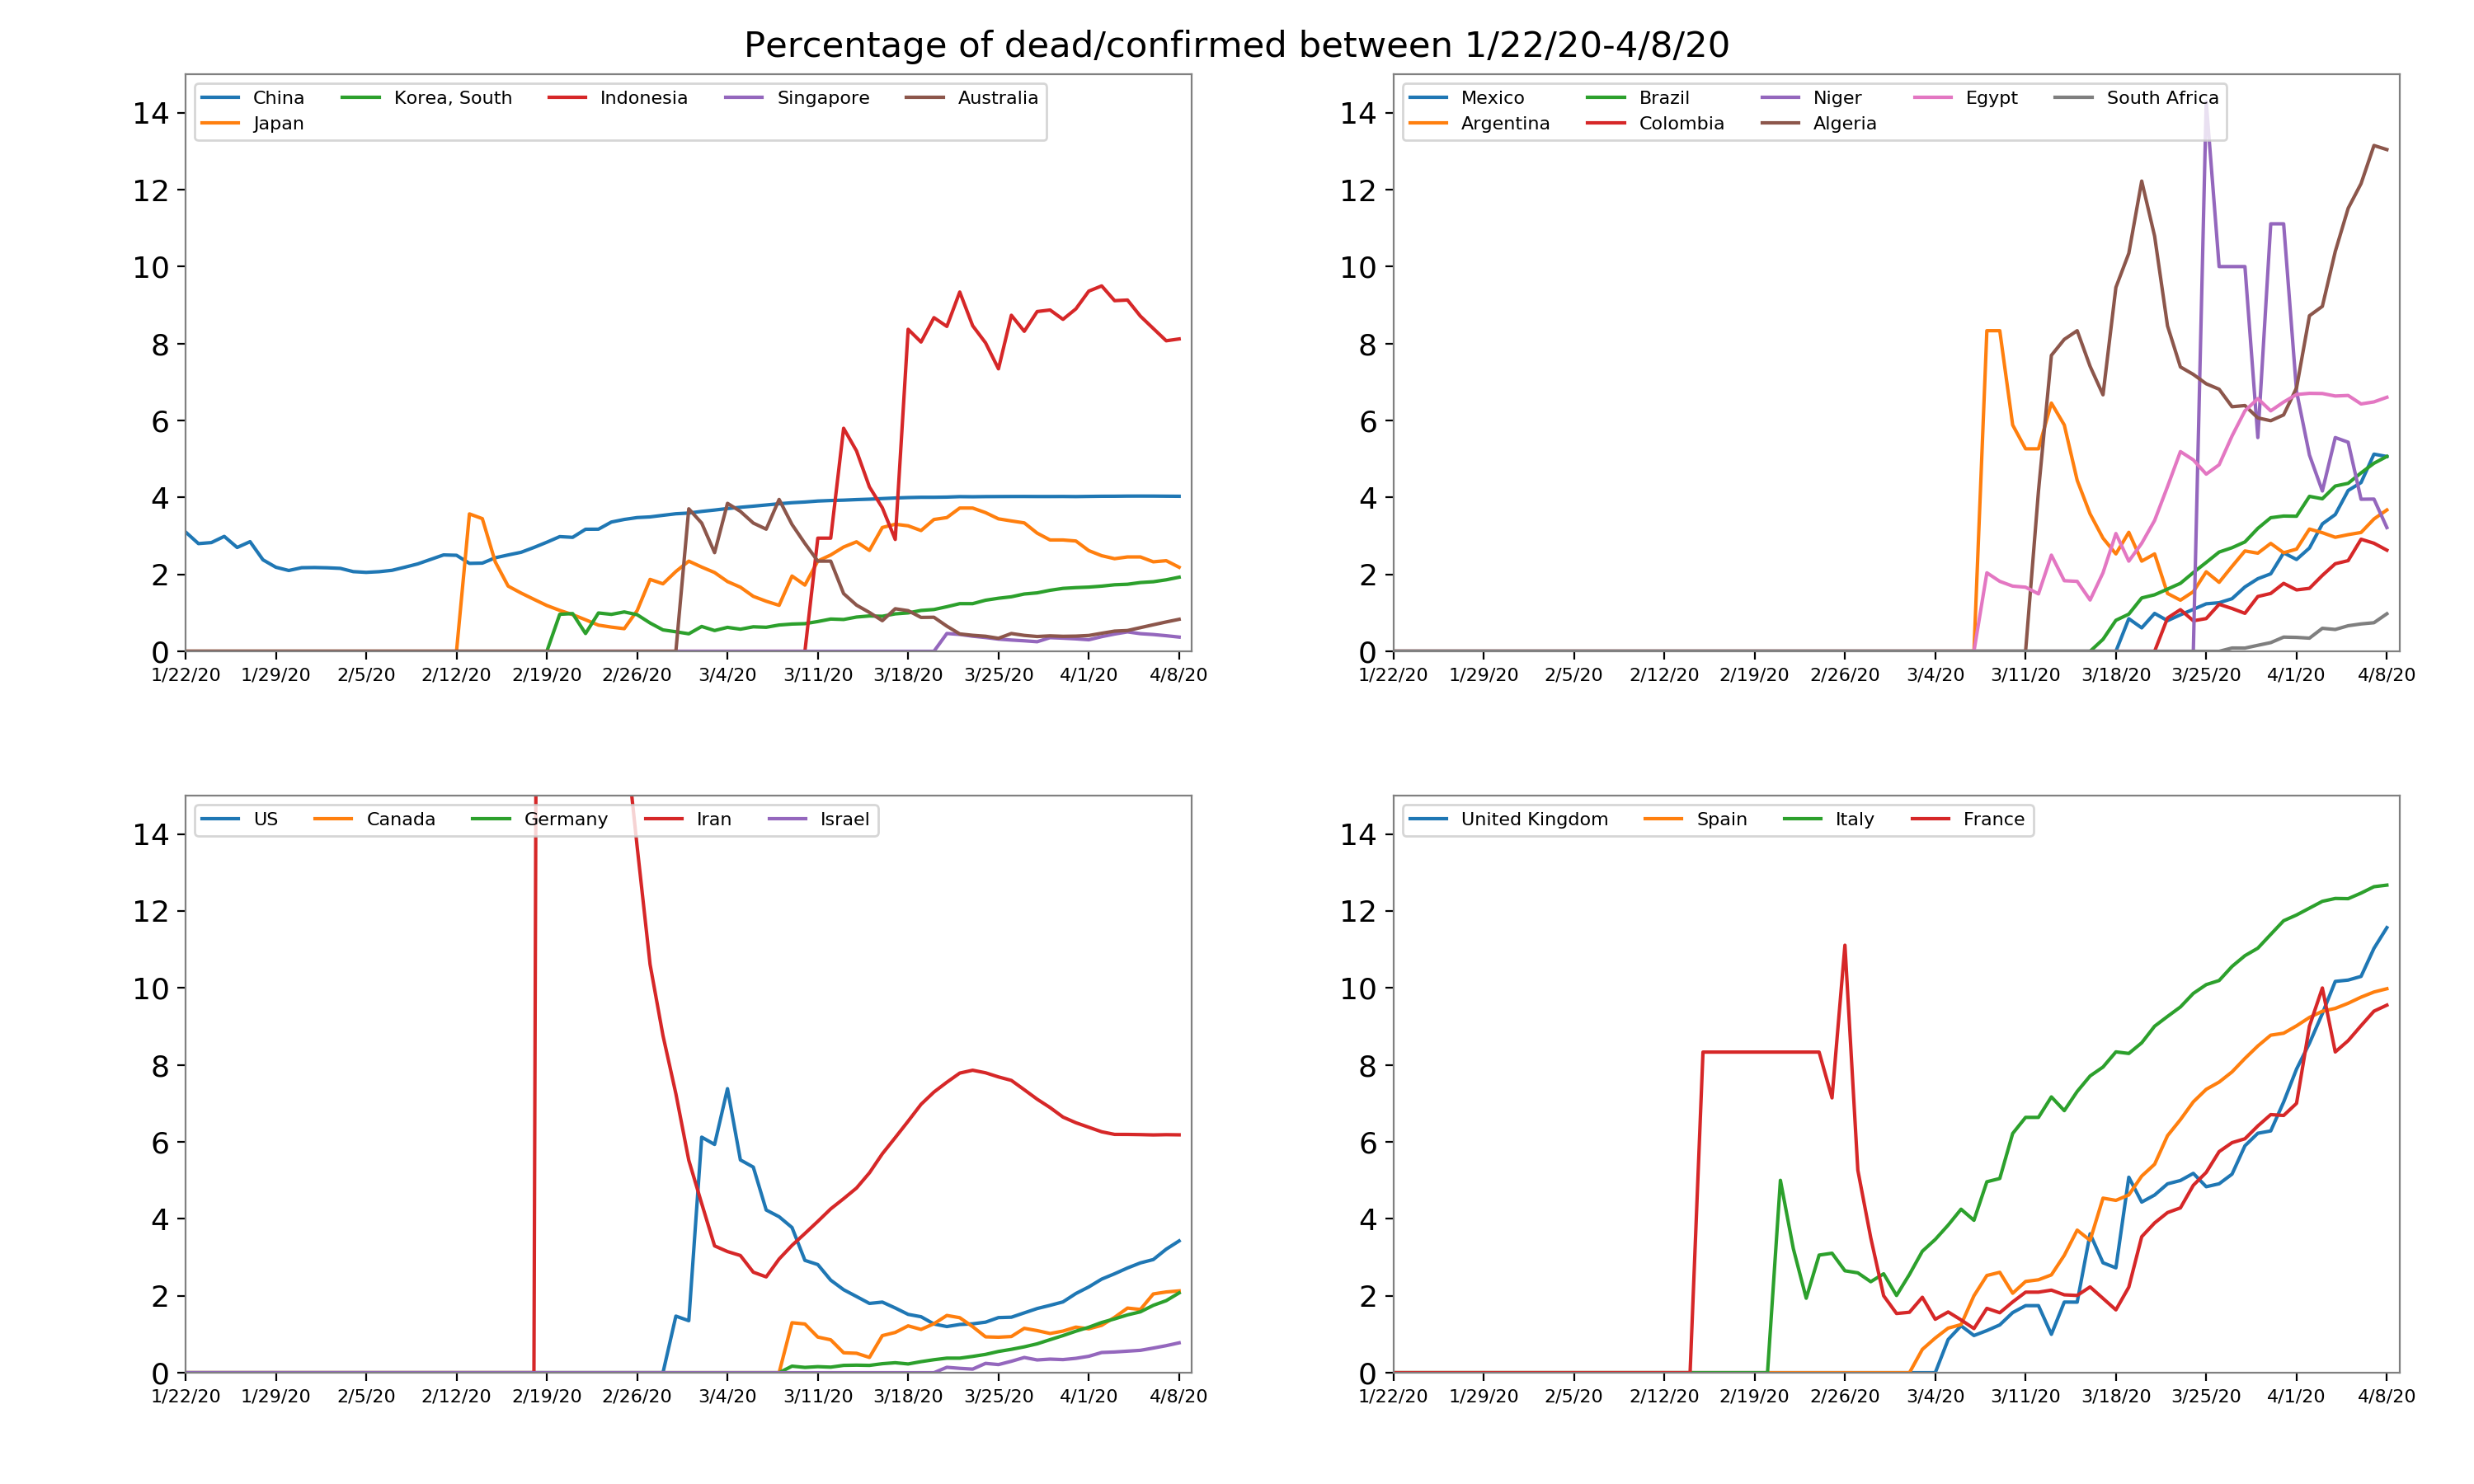 Percentage of dead/confirmed between 1/22/20-4/8/20
China Korea, South Indonesia Singapore Australia
Japan
14
12
10
8
6
4
2
0
1/22/20 1/29/20 2/5/20 2/12/20 2/19/20 2/26/20 3/4/20 3/11/20 3/18/20 3/25/20 4/1/20 4/8/20
Mexico Brazil Niger Egypt South Africa
Argentina Colombia Algeria
14
12
10
8
6
4
2
0
1/22/20 1/29/20 2/5/20 2/12/20 2/19/20 2/26/20 3/4/20 3/11/20 3/18/20 3/25/20 4/1/20 4/8/20
US Canada Germany Iran Israel
14
12
10
8
6
4
2
0
1/22/20 1/29/20 2/5/20 2/12/20 2/19/20 2/26/20 3/4/20 3/11/20 3/18/20 3/25/20 4/1/20 4/8/20
United Kingdom Spain Italy France
14
12
10
8
6
4
2
0
1/22/20 1/29/20 2/5/20 2/12/20 2/19/20 2/26/20 3/4/20 3/11/20 3/18/20 3/25/20 4/1/20 4/8/20